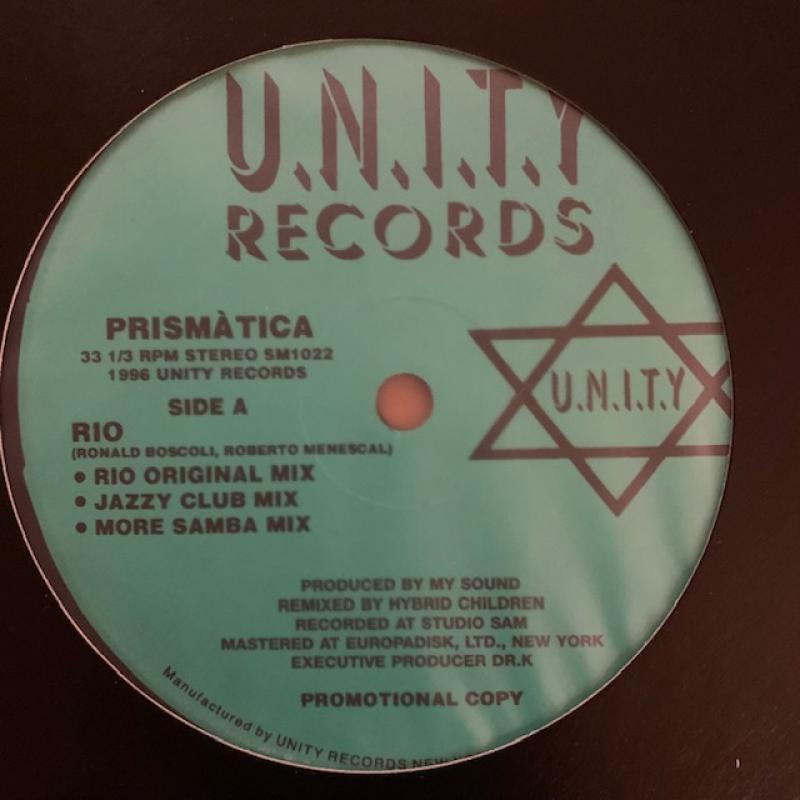 U.N.I.T.Y
RECORDS
PRISMÀTICA
33 1/3 RPM STEREO SM1022
1996 UNITY RECORDS
SIDE A
U.N.I.T.Y
RIO
(RONALD BOSCOLI, ROBERTO MENESCAL)
• RIO ORIGINAL MIX
• JAZZY CLUB MIX
• MORE SAMBA MIX
PRODUCED BY MY SOUND
REMIXED BY HYBRID CHILDREN
RECORDED AT STUDIO SAM
MASTERED AT EUROPADISK, LTD., NEW YORK
EXECUTIVE PRODUCER DR.K
PROMOTIONAL COPY
Manufactured by UNITY RECORDS NEW